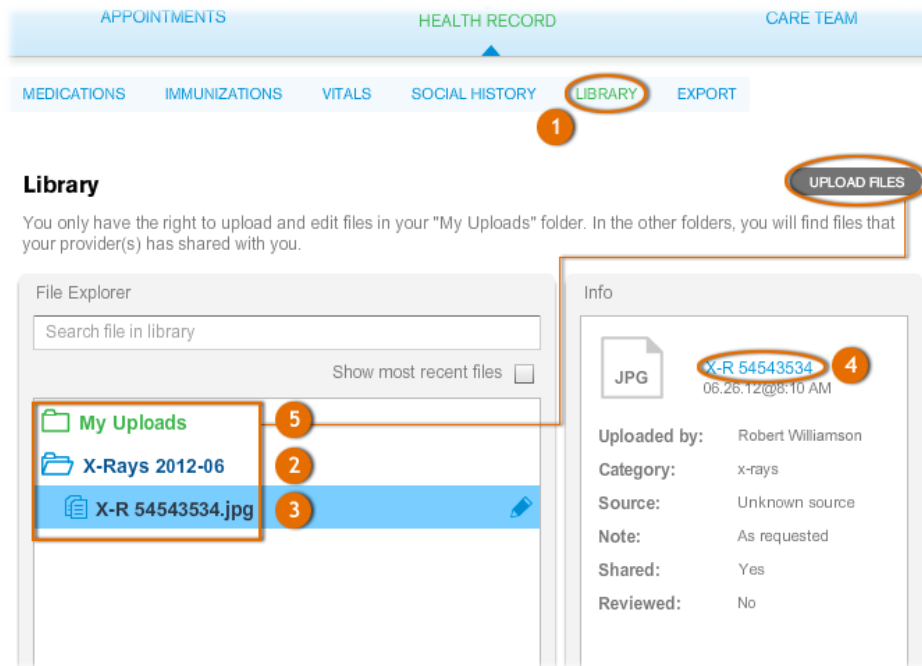 APPOINTMENTS HEALTH RECORD CARE TEAM
MEDICATIONS IMMUNIZATIONS VITALS SOCIAL HISTORY LIBRARY EXPORT
1
Library
UPLOAD FILES
You only have the right to upload and edit files in your "My Uploads" folder. In the other folders, you will find files that
your provider(s) has shared with you.
File Explorer
Search file in library
Show most recent files
My Uploads 5
X-Rays 2012-06 2
X-R 54543534.jpg 3
Info
JPG
X-R 54543534 4
06.26.12@8:10 AM
Uploaded by: Robert Williamson
Category: x-rays
Source: Unknown source
Note: As requested
Shared: Yes
Reviewed: No